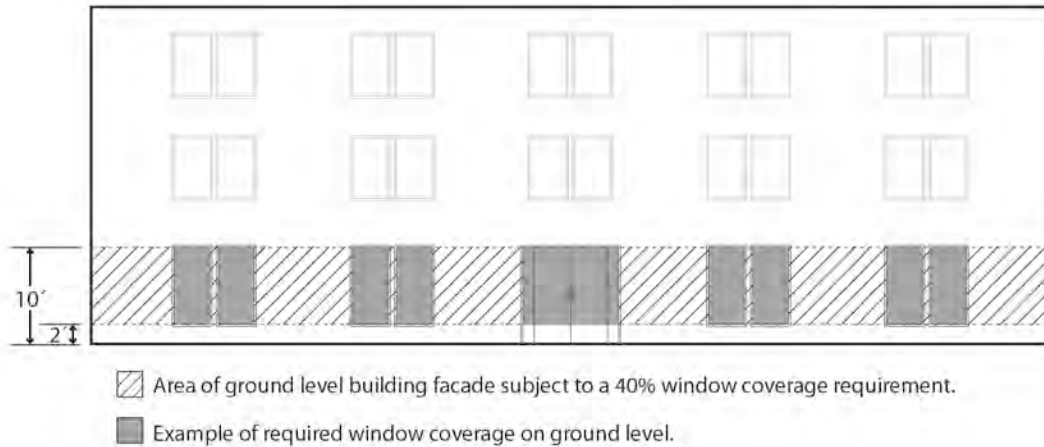 10´
2´
Area of ground level building facade subject to a 40% window coverage requirement.
Example of required window coverage on ground level.